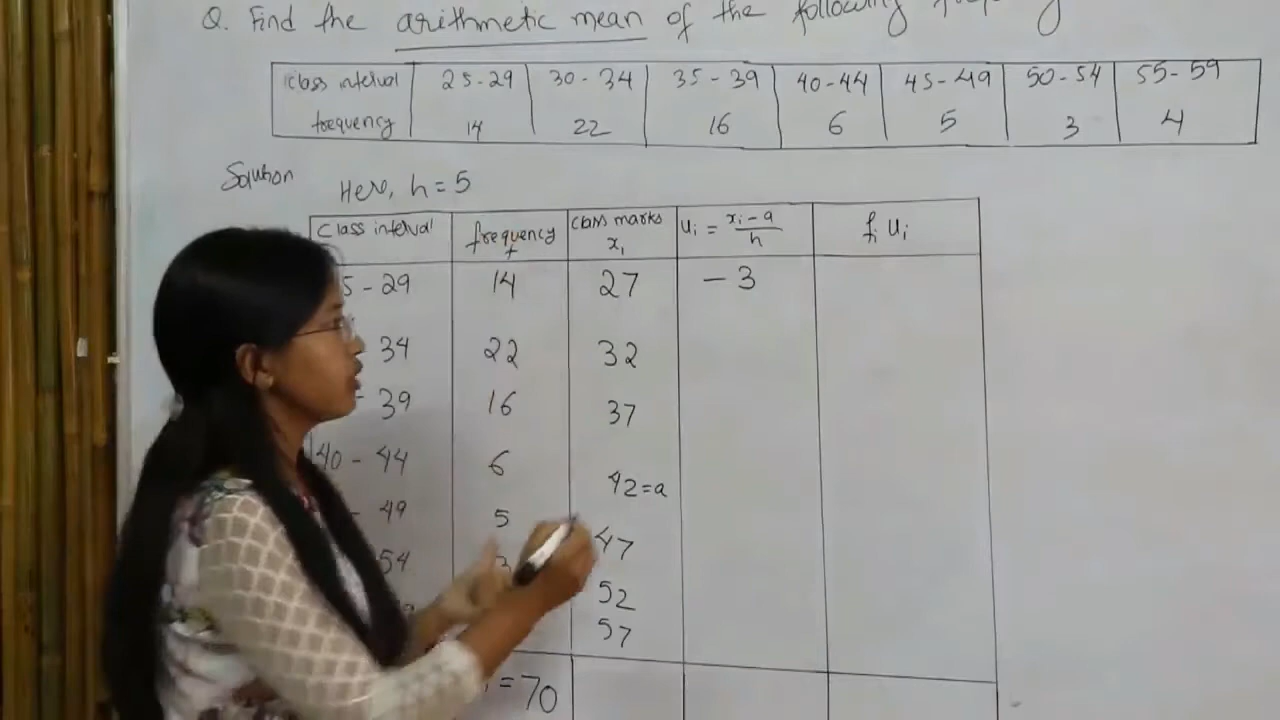 Q. Find the arithmetic mean of the following
Class interval 25-29 30-34 35-39 40-44 45-49 50-54 55-59
frequency 14 22 16 6 5 3 4
Solution
Here, h = 5
Class interval frequency f Class marks xi ui = xi - a / h fi ui
5 - 29 14 27 - 3
34 22 32
- 39 16 37
40 - 44 6 42 = a
- 49 5 47
54 52
57
= 70